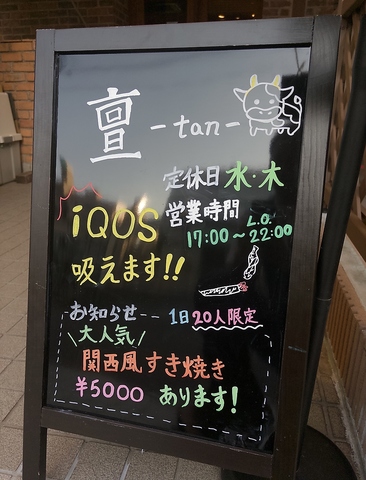 亶 -tan-
定休日 水・木
iQOS
吸えます!!
営業時間
L.O.
17:00〜22:00
お知らせ-- 1日20人限定
\大人気/
関西風すき焼き
¥5000 あります!